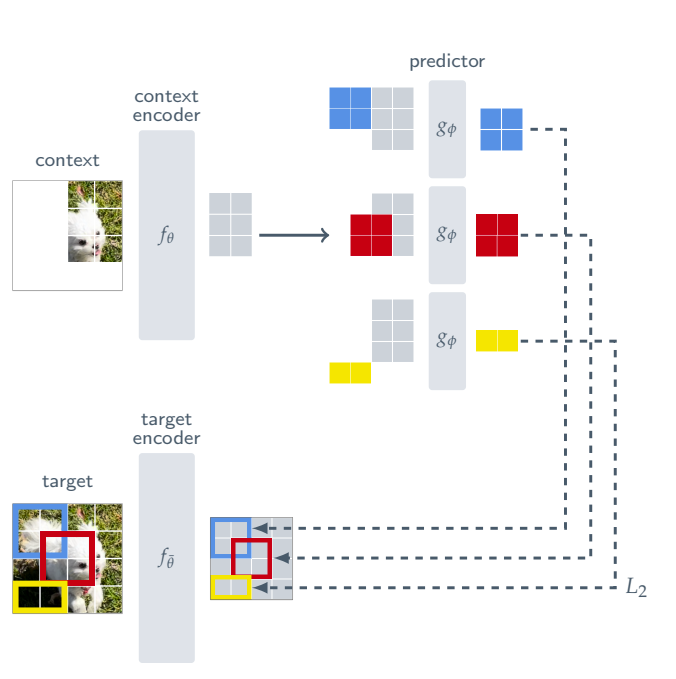 predictor
context
encoder
context
gϕ
fθ
gϕ
gϕ
target
encoder
target
fθ̄
L2